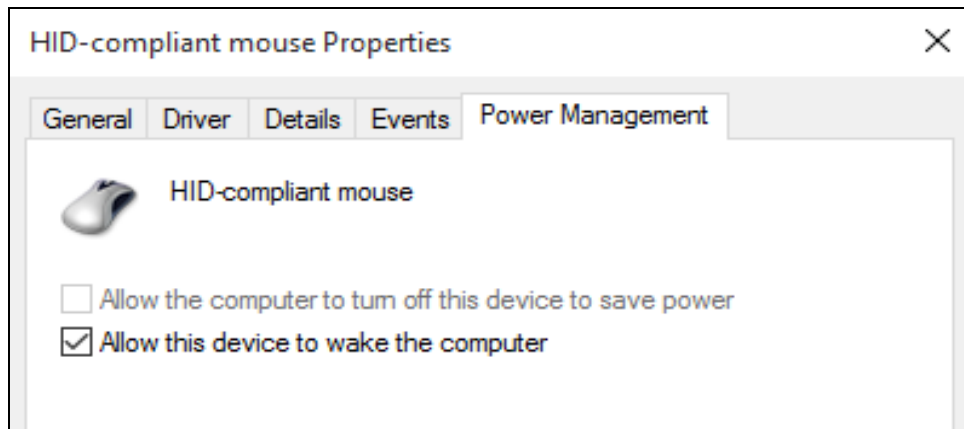 HID-compliant mouse Properties
General Driver Details Events Power Management
HID-compliant mouse
Allow the computer to turn off this device to save power
Allow this device to wake the computer